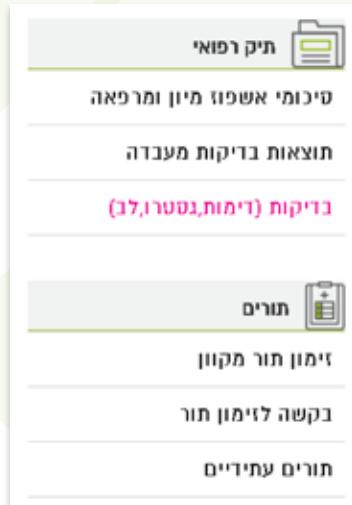 תיק רפואי
סיכומי אשפוז מיון ומרפאה
תוצאות בדיקות מעבדה
בדיקות (דימות,גסטרו,לב)
תורים
זימון תור מקוון
בקשה לזימון תור
תורים עתידיים